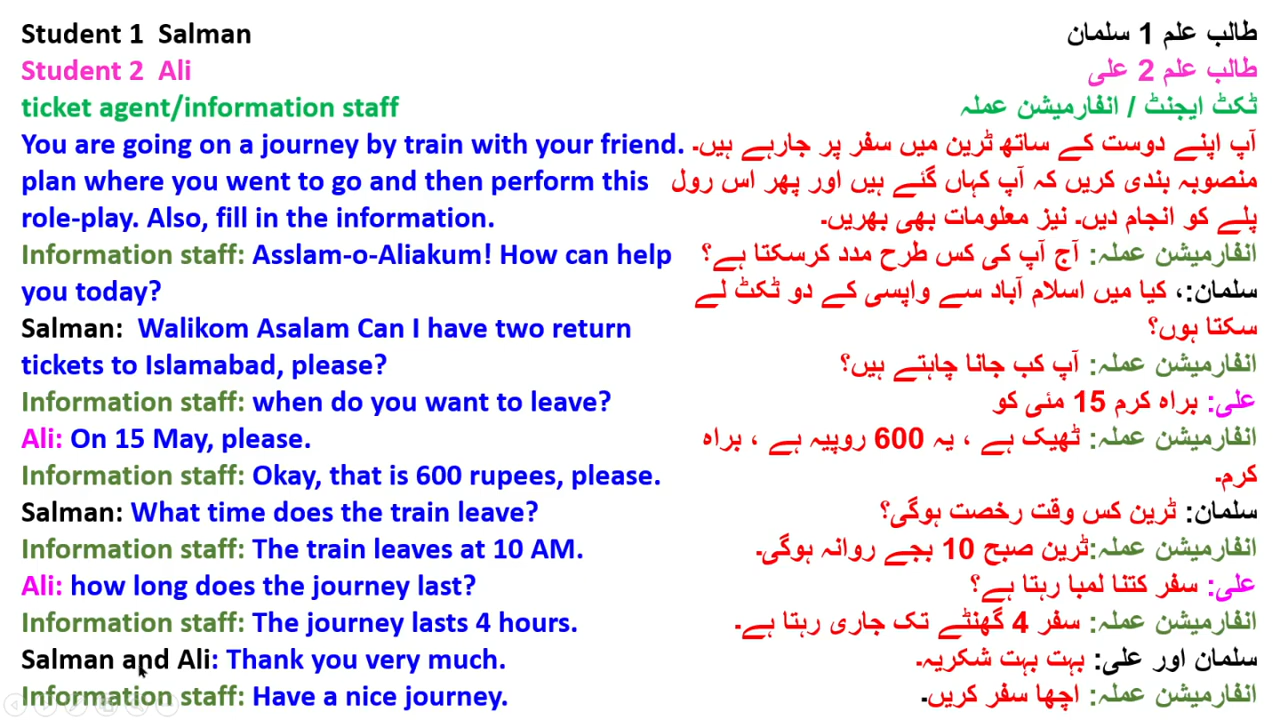 Student 1 Salman
Student 2 Ali
ticket agent/information staff
You are going on a journey by train with your friend.
plan where you went to go and then perform this
role-play. Also, fill in the information.
Information staff: Asslam-o-Aliakum! How can help
you today?
Salman: Walikom Asalam Can I have two return
tickets to Islamabad, please?
Information staff: when do you want to leave?
Ali: On 15 May, please.
Information staff: Okay, that is 600 rupees, please.
Salman: What time does the train leave?
Information staff: The train leaves at 10 AM.
Ali: how long does the journey last?
Information staff: The journey lasts 4 hours.
Salman and Ali: Thank you very much.
Information staff: Have a nice journey.
طالب علم 1 سلمان
طالب علم 2 علی
ٹکٹ ایجنٹ / انفارمیشن عملہ
آپ اپنے دوست کے ساتھ ٹرین میں سفر پر جارہے ہیں۔
منصوبہ بندی کریں کہ آپ کہاں گئے ہیں اور پھر اس رول
پلے کو انجام دیں۔ نیز معلومات بھی بھریں۔
انفارمیشن عملہ: آج آپ کی کس طرح مدد کرسکتا ہے؟
سلمان:، کیا میں اسلام آباد سے واپسی کے دو ٹکٹ لے
سکتا ہوں؟
انفارمیشن عملہ: آپ کب جانا چاہتے ہیں؟
علی: براہ کرم 15 مئی کو
انفارمیشن عملہ: ٹھیک ہے ، یہ 600 روپیہ ہے ، براہ
کرم۔
سلمان: ٹرین کس وقت رخصت ہوگی؟
انفارمیشن عملہ:ٹرین صبح 10 بجے روانہ ہوگی۔
علی: سفر کتنا لمبا رہتا ہے؟
انفارمیشن عملہ: سفر 4 گھنٹے تک جاری رہتا ہے۔
سلمان اور علی: بہت بہت شکریہ۔
انفارمیشن عملہ: اچھا سفر کریں۔